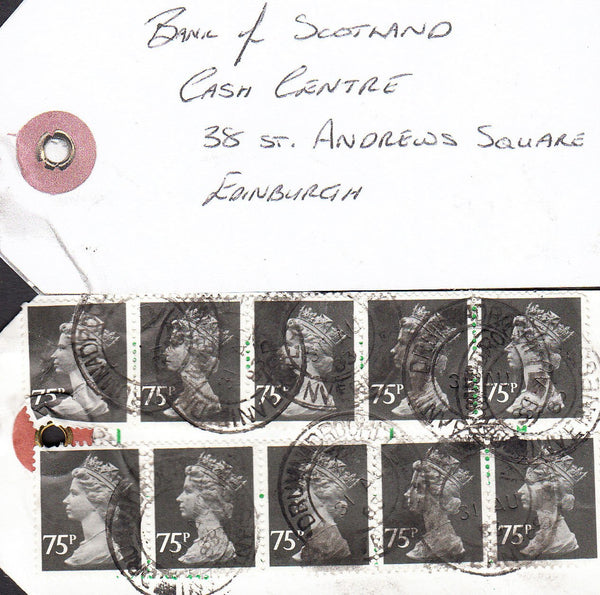 BANK of SCOTLAND
CASH CENTRE
38 ST. ANDREWS SQUARE
EDINBURGH
75P 75P 75P 75P 75P
75P 75P 75P 75P 75P